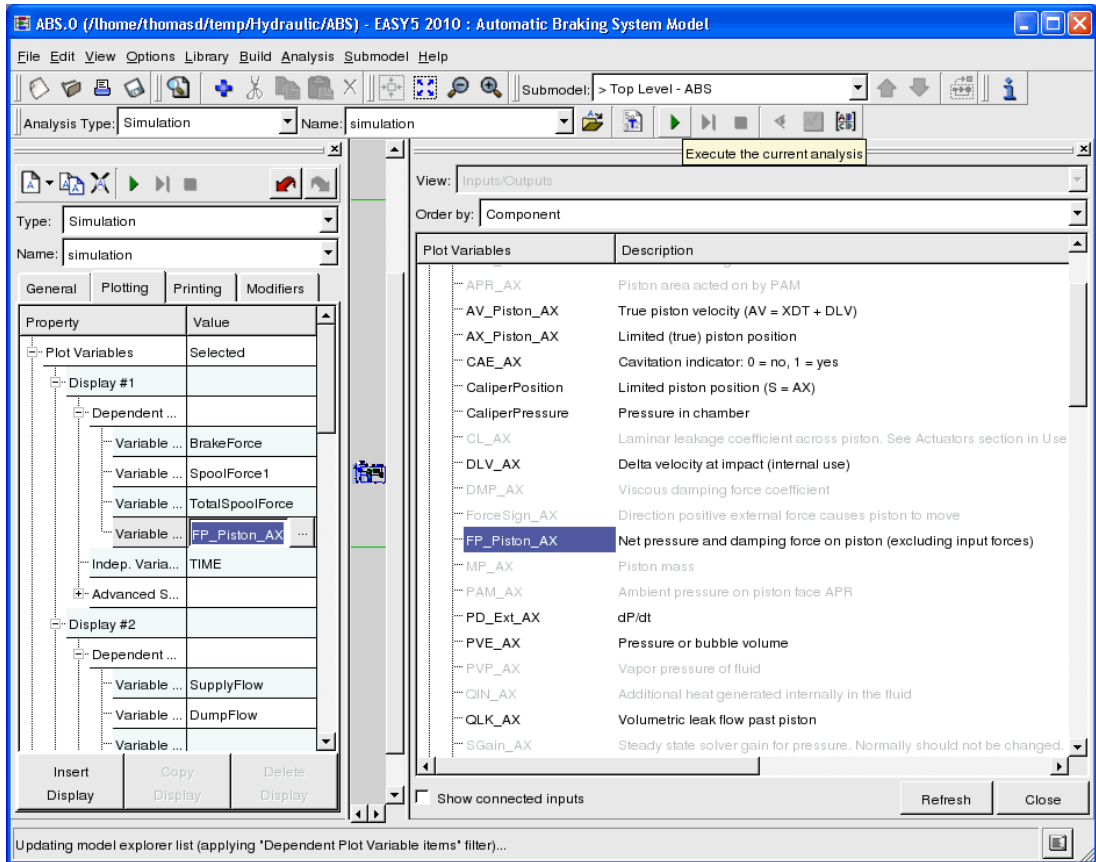 ABS.0 (/lhome/thomasd/temp/Hydraulic/ABS) - EASY5 2010 : Automatic Braking System Model
File Edit View Options Library Build Analysis Submodel Help
Submodel: > Top Level - ABS
Analysis Type: Simulation Name: simulation
Execute the current analysis
Type: Simulation
Name: simulation
General Plotting Printing Modifiers
Property Value
Plot Variables Selected
Display #1
Dependent ...
Variable ... BrakeForce
Variable ... SpoolForce1
Variable ... TotalSpoolForce
Variable ... FP_Piston_AX ...
Indep. Varia... TIME
Advanced S...
Display #2
Dependent ...
Variable ... SupplyFlow
Variable ... DumpFlow
Variable ...
Insert Display
Copy Display
Delete Display
View: Inputs/Outputs
Order by: Component
Plot Variables Description
APR_AX Piston area acted on by PAM
AV_Piston_AX True piston velocity (AV = XDT + DLV)
AX_Piston_AX Limited (true) piston position
CAE_AX Cavitation indicator: 0 = no, 1 = yes
CaliperPosition Limited piston position (S = AX)
CaliperPressure Pressure in chamber
CL_AX Laminar leakage coefficient across piston. See Actuators section in Use
DLV_AX Delta velocity at impact (internal use)
DMP_AX Viscous damping force coefficient
ForceSign_AX Direction positive external force causes piston to move
FP_Piston_AX Net pressure and damping force on piston (excluding input forces)
MP_AX Piston mass
PAM_AX Ambient pressure on piston face APR
PD_Ext_AX dP/dt
PVE_AX Pressure or bubble volume
PVP_AX Vapor pressure of fluid
QIN_AX Additional heat generated internally in the fluid
QLK_AX Volumetric leak flow past piston
SGain_AX Steady state solver gain for pressure. Normally should not be changed.
Show connected inputs Refresh Close
Updating model explorer list (applying "Dependent Plot Variable items" filter)...